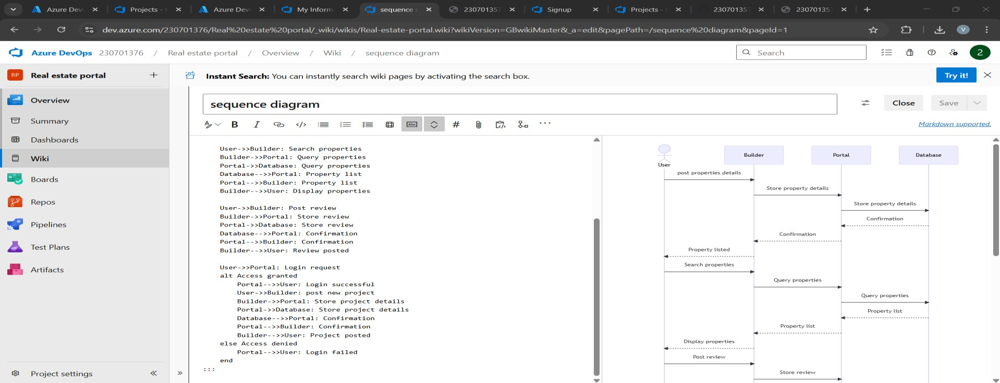 Azure Dev
Projects -
Azure Dev
My Inform
sequence
230701357
Signup
Projects -
230701357
230701357
dev.azure.com/230701376/Real%20estate%20portal/_wiki/wikis/Real-estate-portal.wiki?wikiVersion=GBwikiMaster&_a=edit&pagePath=/sequence%20diagram&pageId=1
V
Azure DevOps 230701376 / Real estate portal / Overview / Wiki / sequence diagram
Search
2
RP Real estate portal
Overview
Summary
Dashboards
Wiki
Boards
Repos
Pipelines
Test Plans
Artifacts
Project settings
Instant Search: You can instantly search wiki pages by activating the search box.
Try it!
sequence diagram
Close
Save
B I </> Abc # ...
Markdown supported.
User->>Builder: Search properties
Builder->>Portal: Query properties
Portal->>Database: Query properties
Database-->>Portal: Property list
Portal-->>Builder: Property list
Builder-->>User: Display properties
User->>Builder: Post review
Builder->>Portal: Store review
Portal->>Database: Store review
Database-->>Portal: Confirmation
Portal-->>Builder: Confirmation
Builder-->>User: Review posted
User->>Portal: Login request
alt Access granted
Portal-->>User: Login successful
User->>Builder: post new project
Builder->>Portal: Store project details
Portal->>Database: Store project details
Database-->>Portal: Confirmation
Portal-->>Builder: Confirmation
Builder-->>User: Project posted
else Access denied
Portal-->>User: Login failed
end
:::
User
Builder
Portal
Database
post properties details
Store property details
Store property details
Confirmation
Confirmation
Property listed
Search properties
Query properties
Query properties
Property list
Property list
Display properties
Post review
Store review